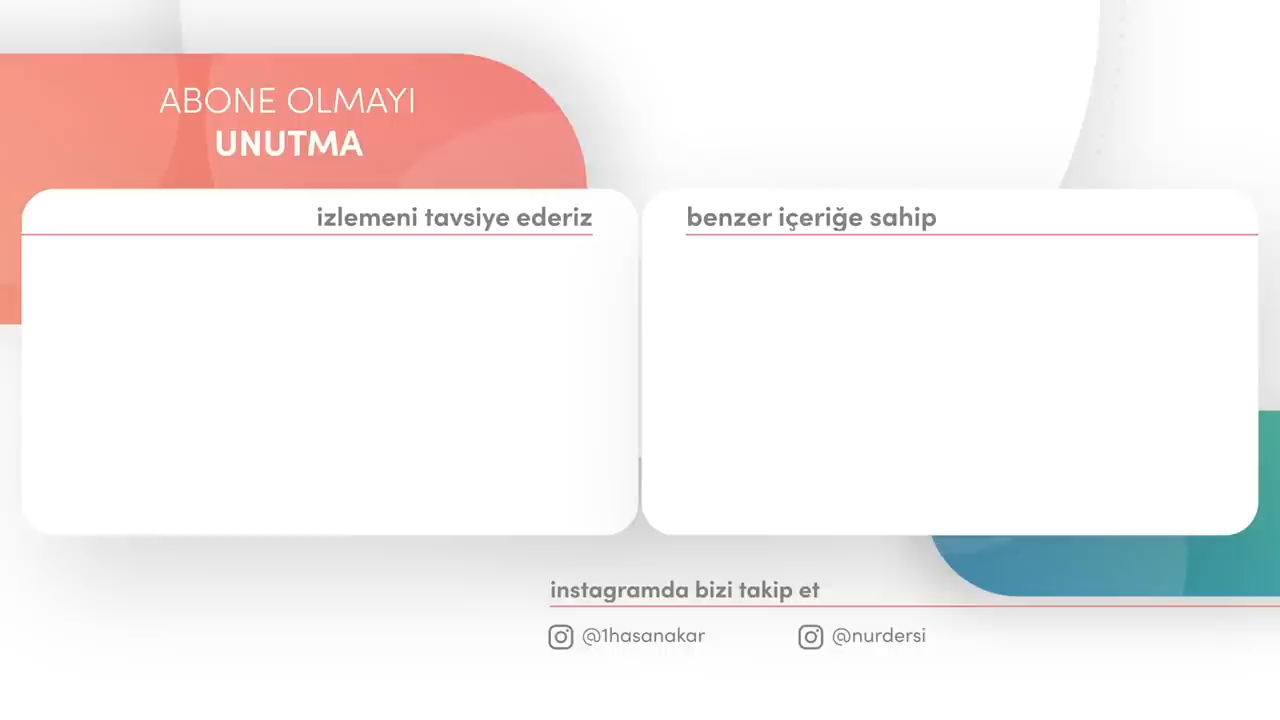 ABONE OLMAYI
UNUTMA
izlemeni tavsiye ederiz
benzer içeriğe sahip
instagramda bizi takip et
@1hasanakar
@nurdersi